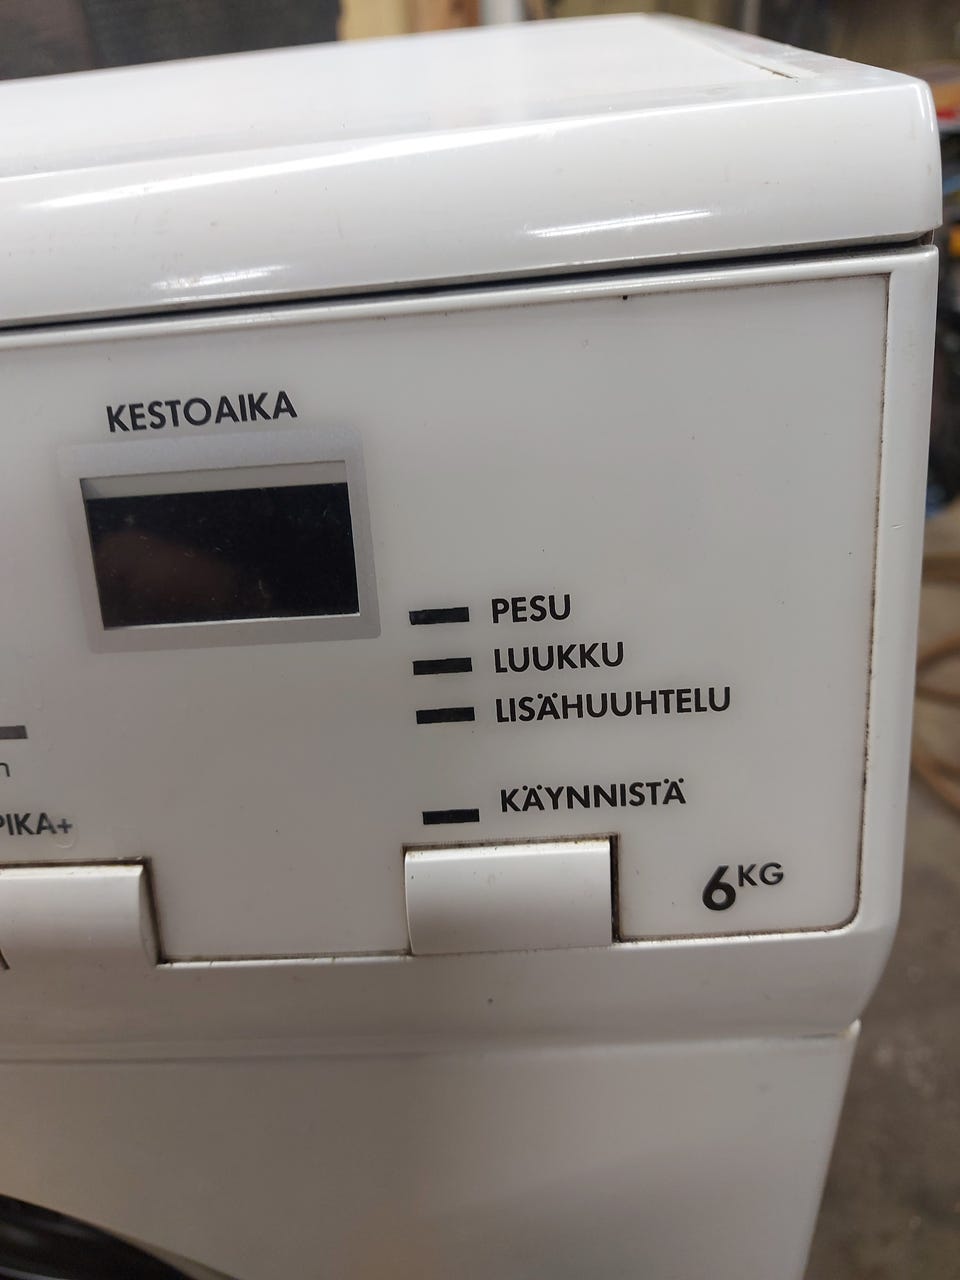 KESTOAIKA
PESU
LUUKKU
LISÄHUUHTELU
KÄYNNISTÄ
PIKA+
6KG